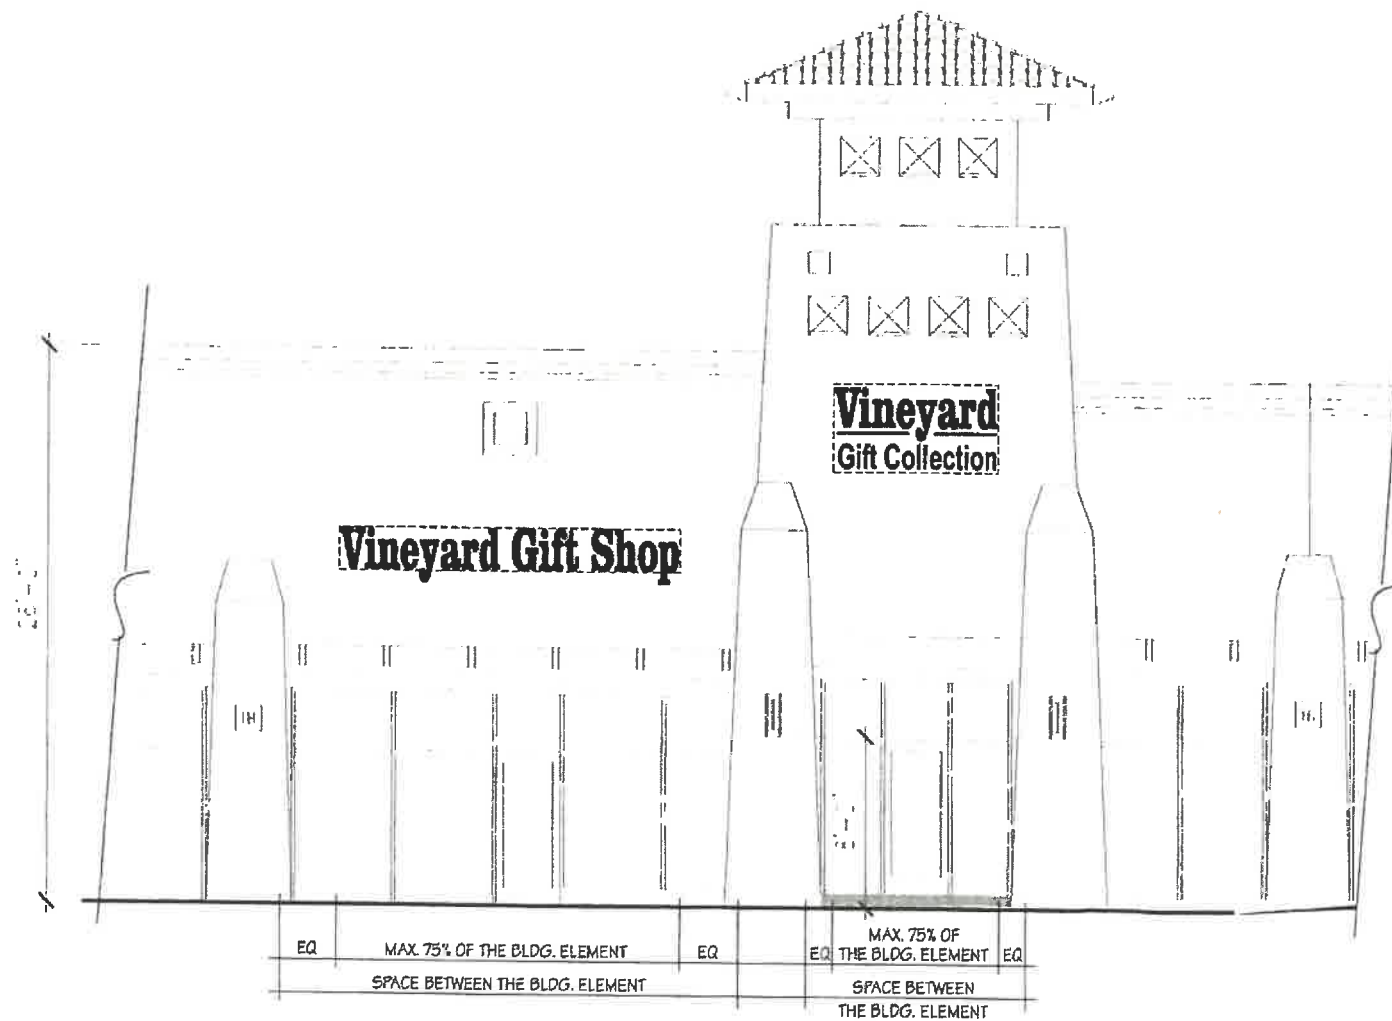 Vineyard
Gift Collection
Vineyard Gift Shop
EQ
MAX. 75% OF THE BLDG. ELEMENT
EQ
EQ
MAX. 75% OF
THE BLDG. ELEMENT
EQ
SPACE BETWEEN THE BLDG. ELEMENT
SPACE BETWEEN
THE BLDG. ELEMENT